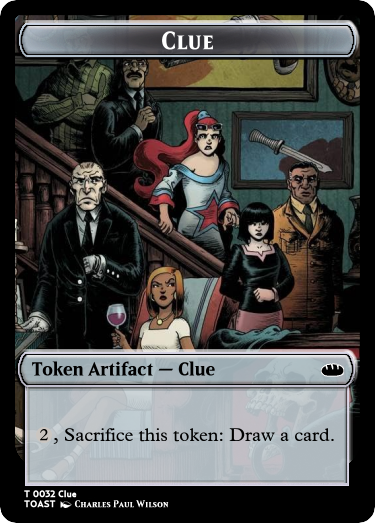 CLUE
Token Artifact — Clue
2 , Sacrifice this token: Draw a card.
T 0032 Clue
TOAST CHARLES PAUL WILSON